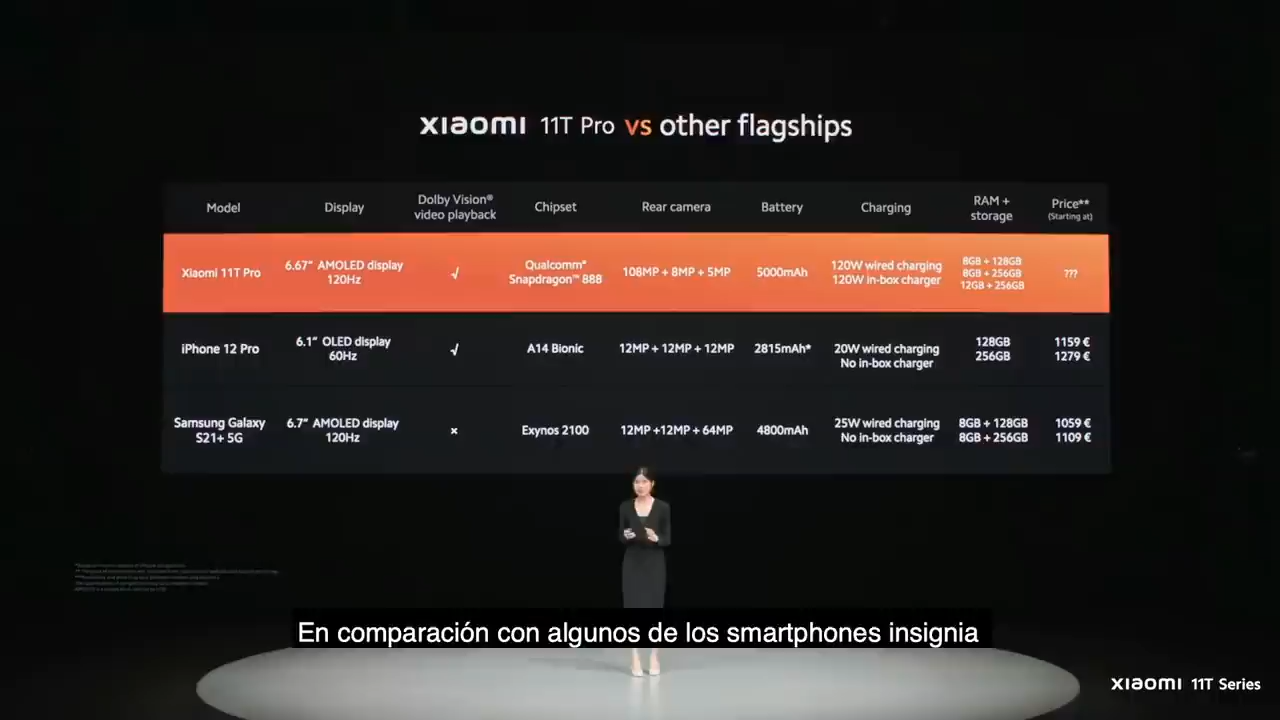 xiaomi 11T Pro vs other flagships
Model Display Dolby Vision® video playback Chipset Rear camera Battery Charging RAM + storage Price** (Starting at)
Xiaomi 11T Pro 6.67" AMOLED display 120Hz √ Qualcomm® Snapdragon™ 888 108MP + 8MP + 5MP 5000mAh 120W wired charging 120W in-box charger 8GB + 128GB 8GB + 256GB 12GB + 256GB ???
iPhone 12 Pro 6.1" OLED display 60Hz √ A14 Bionic 12MP + 12MP + 12MP 2815mAh* 20W wired charging No in-box charger 128GB 256GB 1159 € 1279 €
Samsung Galaxy S21+ 5G 6.7" AMOLED display 120Hz × Exynos 2100 12MP +12MP + 64MP 4800mAh 25W wired charging No in-box charger 8GB + 128GB 8GB + 256GB 1059 € 1109 €
En comparación con algunos de los smartphones insignia
xiaomi 11T Series